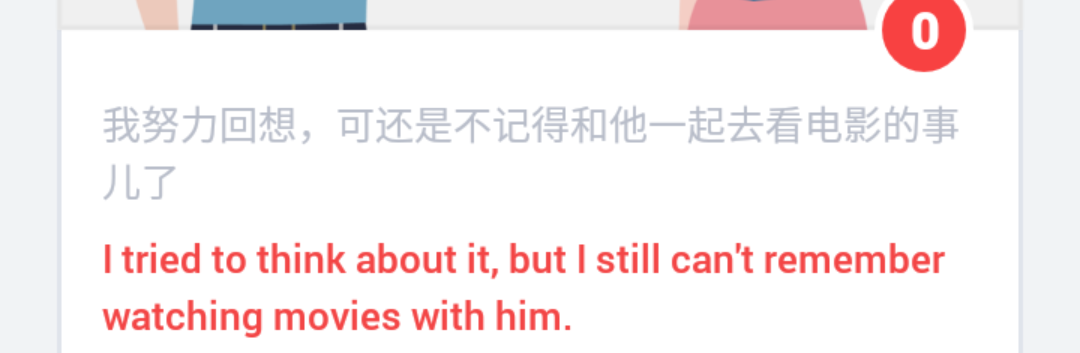 0
我努力回想，可还是不记得和他一起去看电影的事
儿了
I tried to think about it, but I still can't remember
watching movies with him.